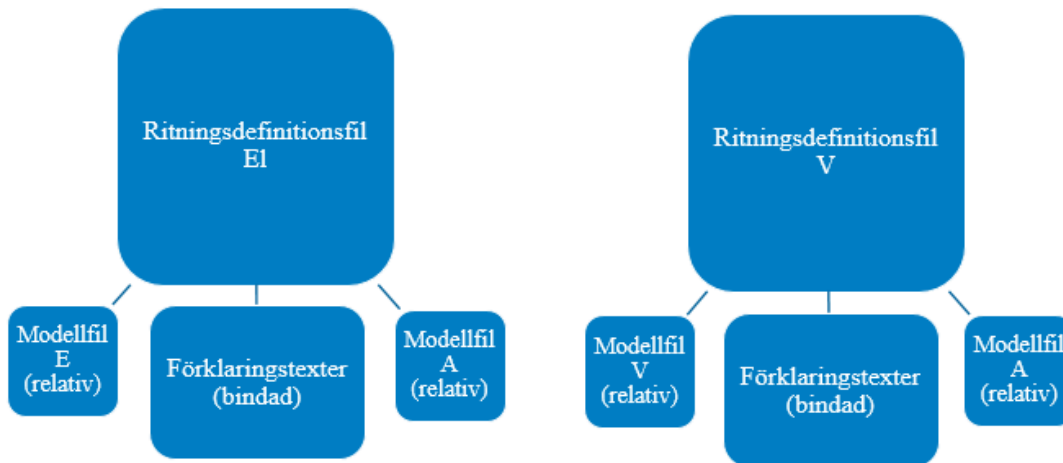 Ritningsdefinitionsfil
El
Modellfil
E
(relativ)
Förklaringstexter
(bindad)
Modellfil
A
(relativ)
Ritningsdefinitionsfil
V
Modellfil
V
(relativ)
Förklaringstexter
(bindad)
Modellfil
A
(relativ)